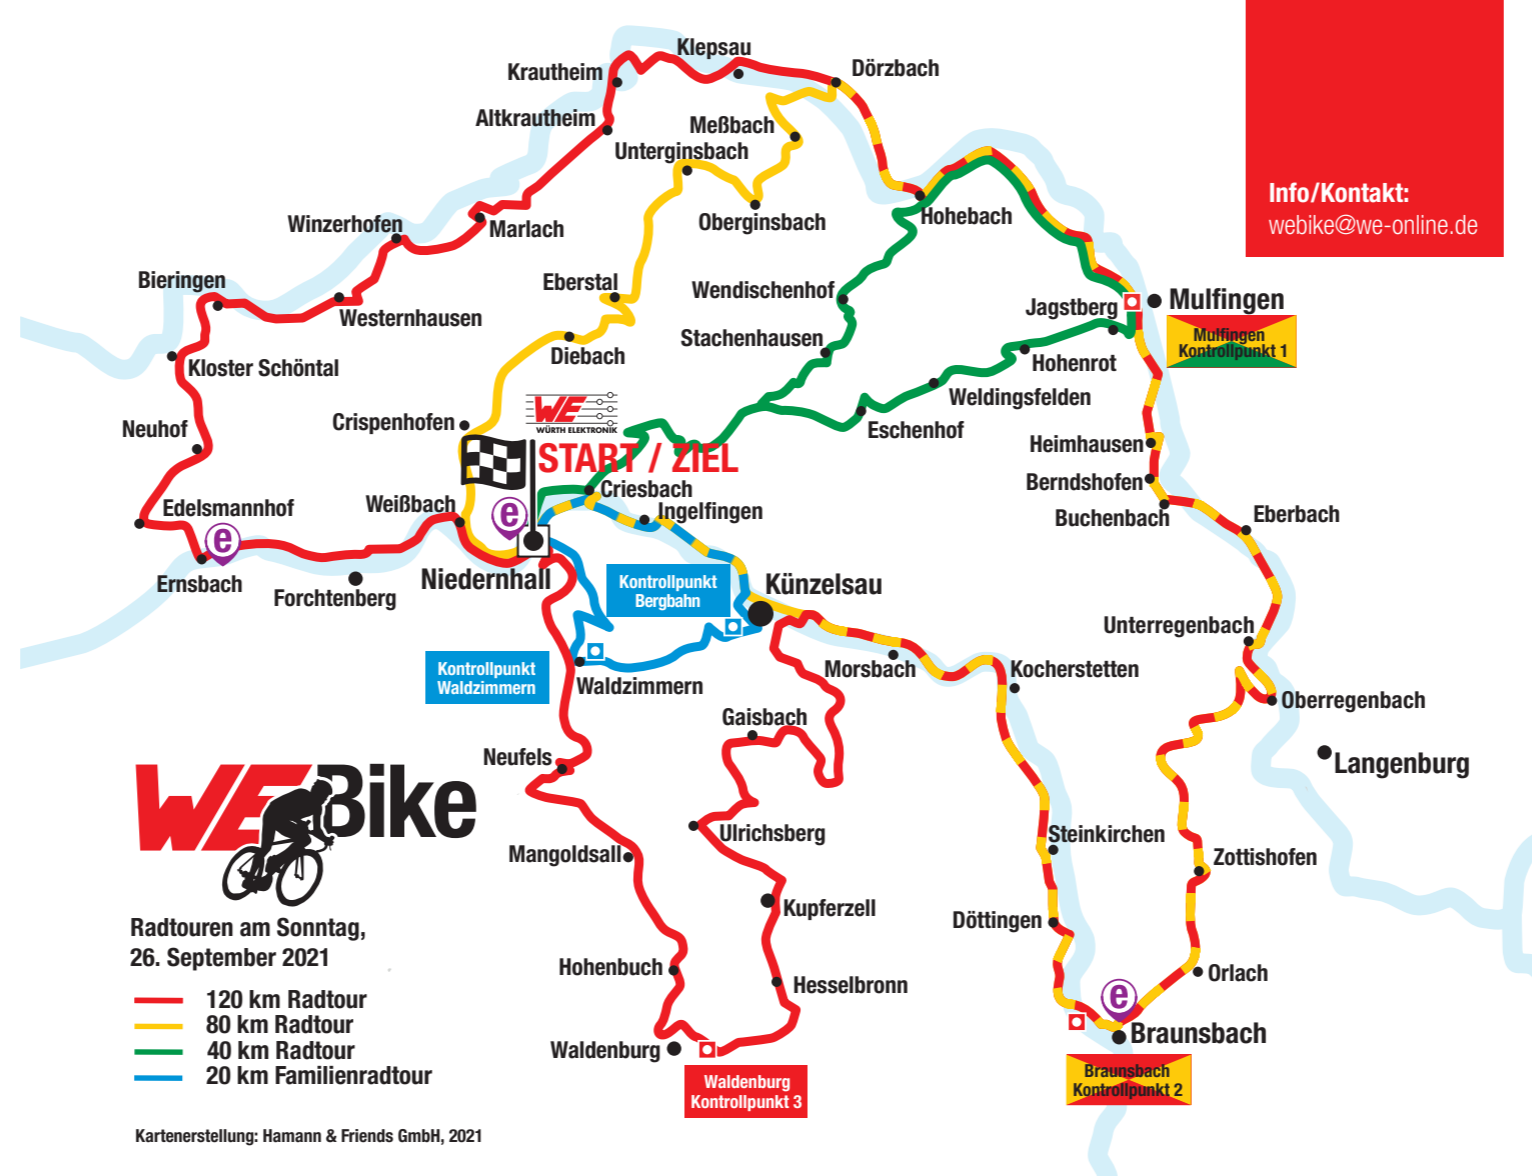 Klepsau
Krautheim
Dörzbach
Altkrautheim
Meßbach
Unterginsbach
Info/Kontakt:
webike@we-online.de
Winzerhofen
Marlach
Oberginsbach
Hohebach
Bieringen
Eberstal
Wendischenhof
Jagstberg
Mulfingen
Westernhausen
Stachenhausen
Mulfingen
Kontrollpunkt 1
Diebach
Hohenrot
Kloster Schöntal
Weldingsfelden
WE
WÜRTH ELEKTRONIK
Crispenhofen
Neuhof
Eschenhof
Heimhausen
START / ZIEL
Berndshofen
Criesbach
Weißbach
Edelsmannhof
e
Ingelfingen
Buchenbach
Eberbach
e
Ernsbach
Niedernhall
Kontrollpunkt
Bergbahn
Künzelsau
Forchtenberg
Unterregenbach
Kontrollpunkt
Waldzimmern
Waldzimmern
Morsbach
Kocherstetten
Oberregenbach
Gaisbach
Neufels
Langenburg
WE Bike
Ulrichsberg
Steinkirchen
Mangoldsall
Zottishofen
Kupferzell
Döttingen
Radtouren am Sonntag,
26. September 2021
Hohenbuch
Hesselbronn
Orlach
120 km Radtour
80 km Radtour
40 km Radtour
20 km Familienradtour
e
Waldenburg
Braunsbach
Waldenburg
Kontrollpunkt 3
Braunsbach
Kontrollpunkt 2
Kartenerstellung: Hamann & Friends GmbH, 2021